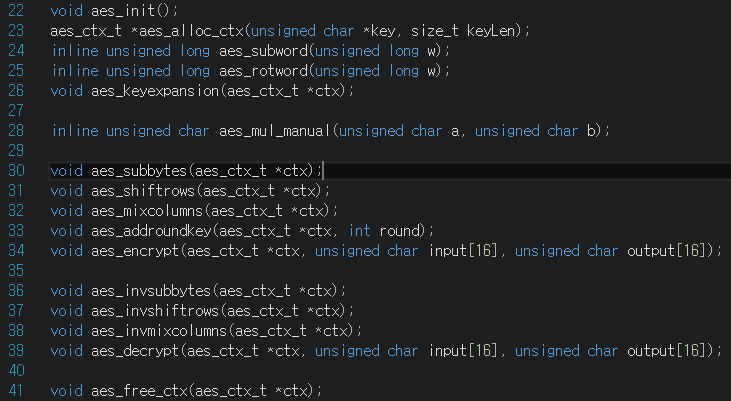 22 void aes_init();
23 aes_ctx_t *aes_alloc_ctx(unsigned char *key, size_t keyLen);
24 inline unsigned long aes_subword(unsigned long w);
25 inline unsigned long aes_rotword(unsigned long w);
26 void aes_keyexpansion(aes_ctx_t *ctx);
27
28 inline unsigned char aes_mul_manual(unsigned char a, unsigned char b);
29
30 void aes_subbytes(aes_ctx_t *ctx);
31 void aes_shiftrows(aes_ctx_t *ctx);
32 void aes_mixcolumns(aes_ctx_t *ctx);
33 void aes_addroundkey(aes_ctx_t *ctx, int round);
34 void aes_encrypt(aes_ctx_t *ctx, unsigned char input[16], unsigned char output[16]);
35
36 void aes_invsubbytes(aes_ctx_t *ctx);
37 void aes_invshiftrows(aes_ctx_t *ctx);
38 void aes_invmixcolumns(aes_ctx_t *ctx);
39 void aes_decrypt(aes_ctx_t *ctx, unsigned char input[16], unsigned char output[16]);
40
41 void aes_free_ctx(aes_ctx_t *ctx);